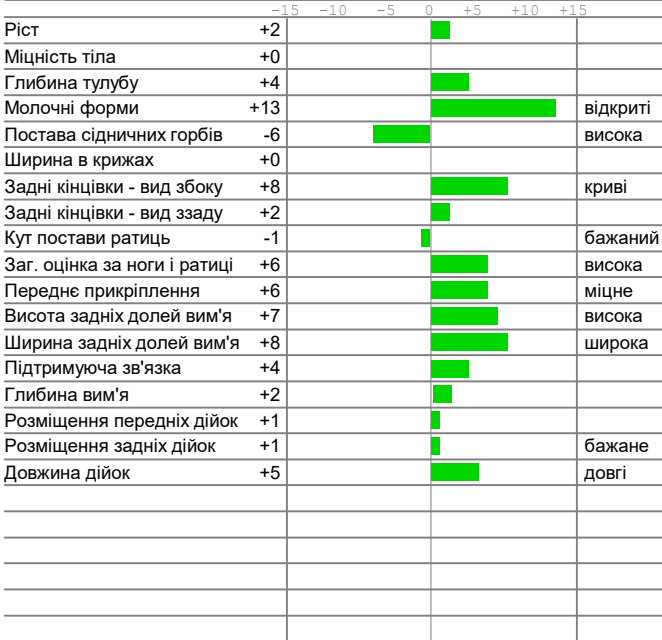 -15 -10 -5 0 +5 +10 +15
Ріст +2
Міцність тіла +0
Глибина тулубу +4
Молочні форми +13 відкриті
Постава сідничних горбів -6 висока
Ширина в крижах +0
Задні кінцівки - вид збоку +8 криві
Задні кінцівки - вид ззаду +2
Кут постави ратиць -1 бажаний
Заг. оцінка за ноги і ратиці +6 висока
Переднє прикріплення +6 міцне
Висота задніх долей вим'я +7 висока
Ширина задніх долей вим'я +8 широка
Підтримуюча зв'язка +4
Глибина вим'я +2
Розміщення передніх дійок +1
Розміщення задніх дійок +1 бажане
Довжина дійок +5 довгі